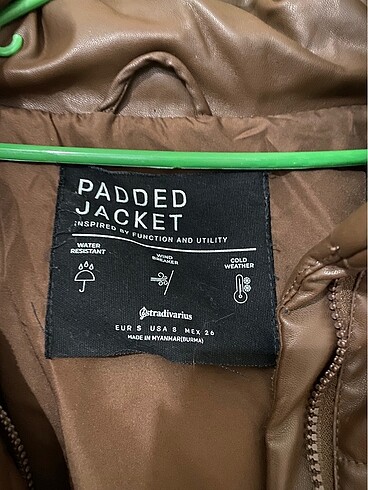 PADDED
JACKET
INSPIRED BY FUNCTION AND UTILITY
WATER
RESISTANT
WIND
BREAKER
COLD
WEATHER
stradivarius
EUR S USA S MEX 26
MADE IN MYANMAR(BURMA)